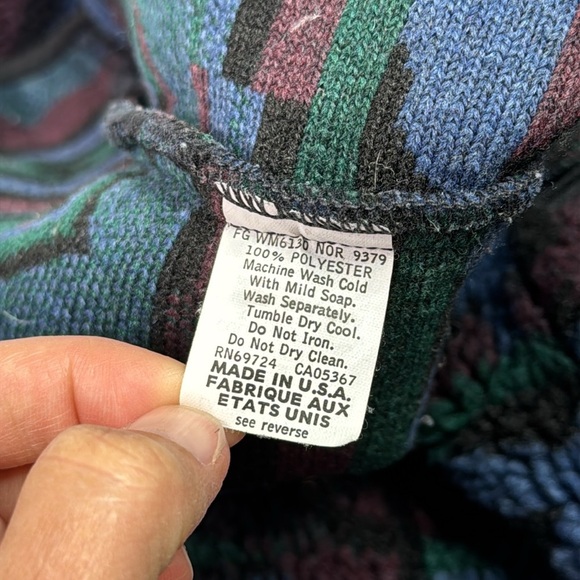 FG WM6130 NOR 9379
100% POLYESTER
Machine Wash Cold
With Mild Soap.
Wash Separately.
Tumble Dry Cool.
Do Not Iron.
Do Not Dry Clean.
RN69724 CA05367
MADE IN U.S.A.
FABRIQUE AUX
ETATS UNIS
see reverse